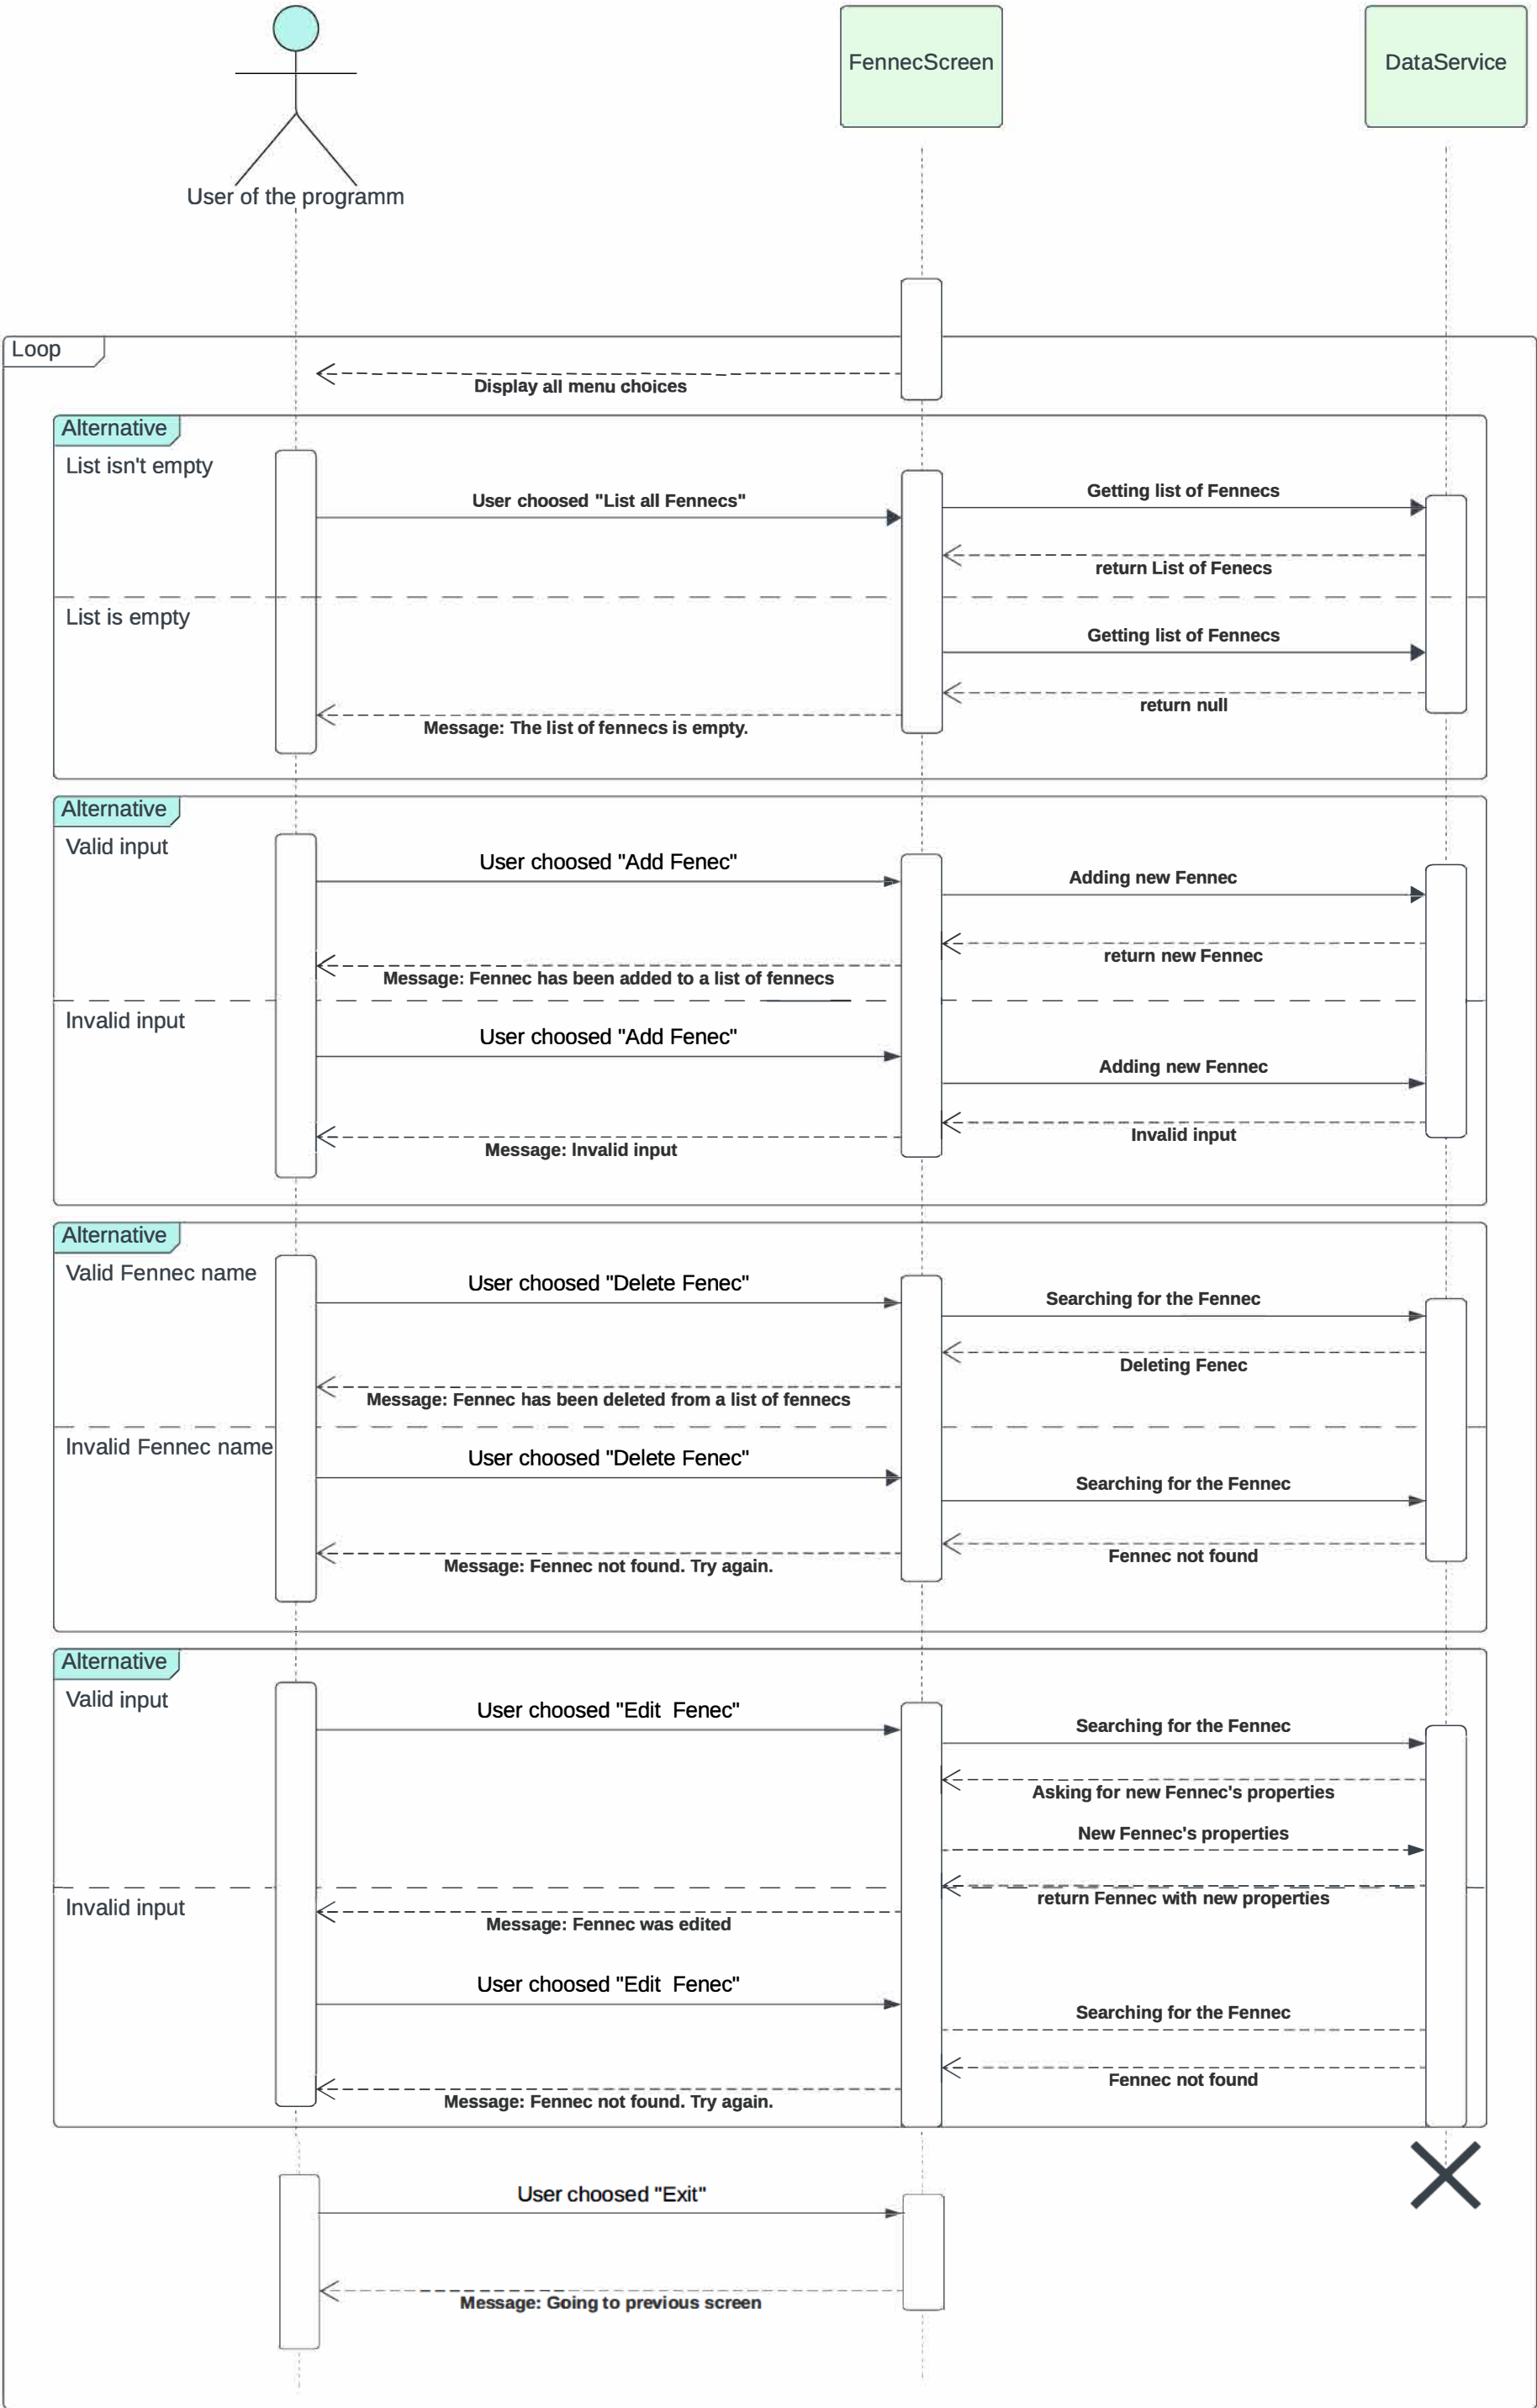 FennecScreen
DataService
User of the programm
Loop
Display all menu choices
Alternative
List isn't empty
User choosed "List all Fennecs"
Getting list of Fennecs
return List of Fenecs
List is empty
Getting list of Fennecs
return null
Message: The list of fennecs is empty.
Alternative
Valid input
User choosed "Add Fenec"
Adding new Fennec
return new Fennec
Message: Fennec has been added to a list of fennecs
Invalid input
User choosed "Add Fenec"
Adding new Fennec
Invalid input
Message: Invalid input
Alternative
Valid Fennec name
User choosed "Delete Fenec"
Searching for the Fennec
Deleting Fenec
Message: Fennec has been deleted from a list of fennecs
Invalid Fennec name
User choosed "Delete Fenec"
Searching for the Fennec
Fennec not found
Message: Fennec not found. Try again.
Alternative
Valid input
User choosed "Edit  Fenec"
Searching for the Fennec
Asking for new Fennec's properties
New Fennec's properties
return Fennec with new properties
Invalid input
Message: Fennec was edited
User choosed "Edit  Fenec"
Searching for the Fennec
Fennec not found
Message: Fennec not found. Try again.
User choosed "Exit"
Message: Going to previous screen